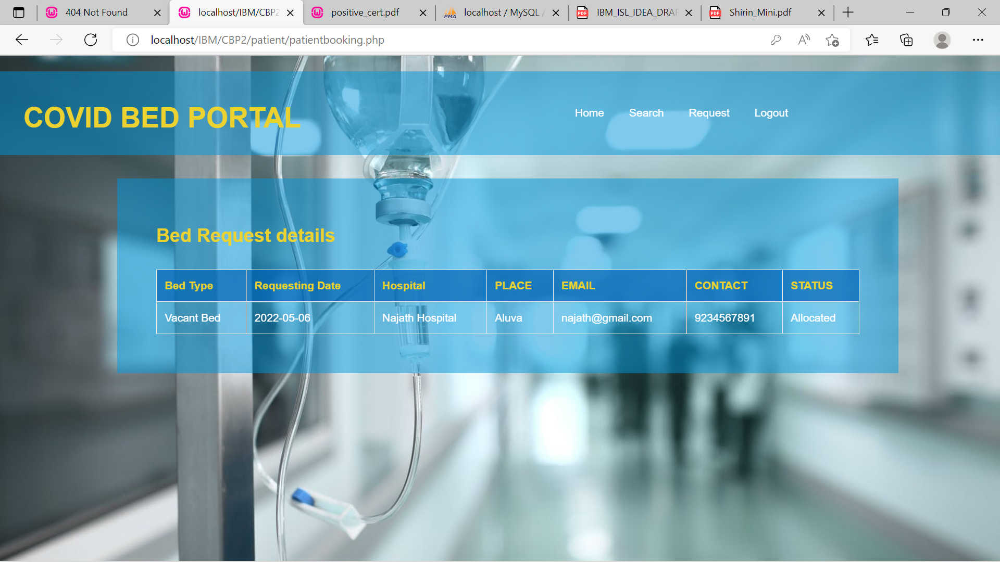 404 Not Found
localhost/IBM/CBP2
positive_cert.pdf
localhost / MySQL /
IBM_ISL_IDEA_DRAF
Shirin_Mini.pdf
localhost/IBM/CBP2/patient/patientbooking.php
COVID BED PORTAL
Home Search Request Logout
Bed Request details
Bed Type Requesting Date Hospital PLACE EMAIL CONTACT STATUS
Vacant Bed 2022-05-06 Najath Hospital Aluva najath@gmail.com 9234567891 Allocated